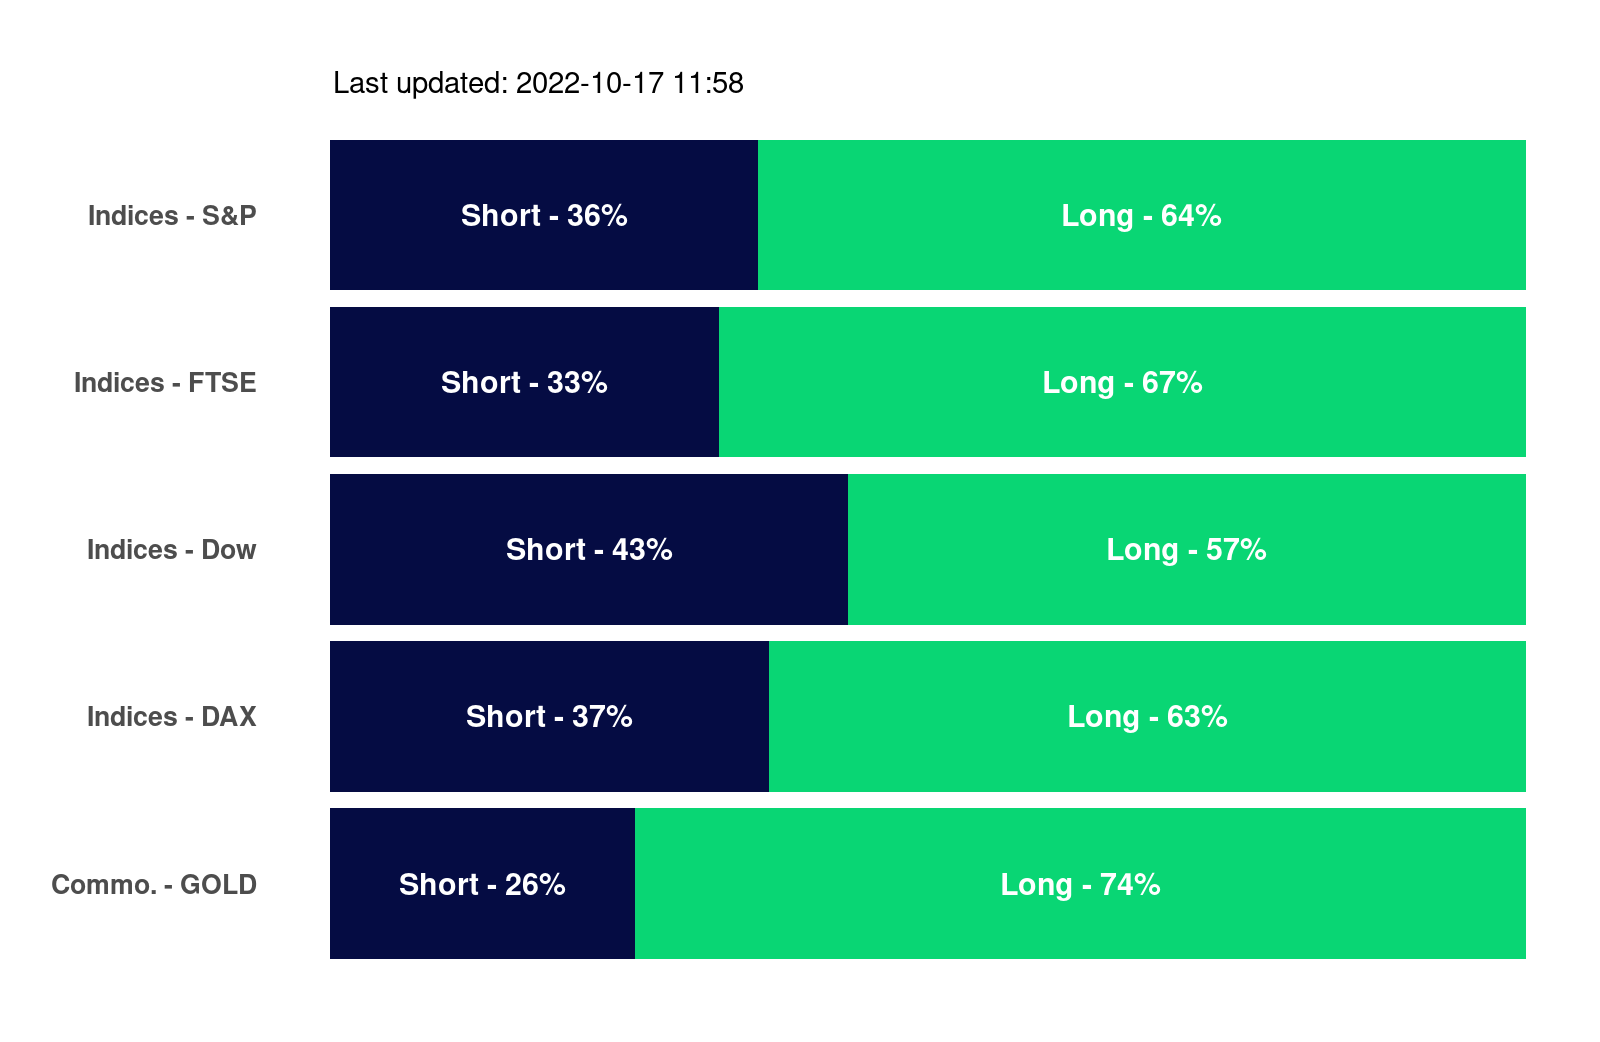 Last updated: 2022-10-17 11:58
Indices - S&P Short - 36% Long - 64%
Indices - FTSE Short - 33% Long - 67%
Indices - Dow Short - 43% Long - 57%
Indices - DAX Short - 37% Long - 63%
Commo. - GOLD Short - 26% Long - 74%